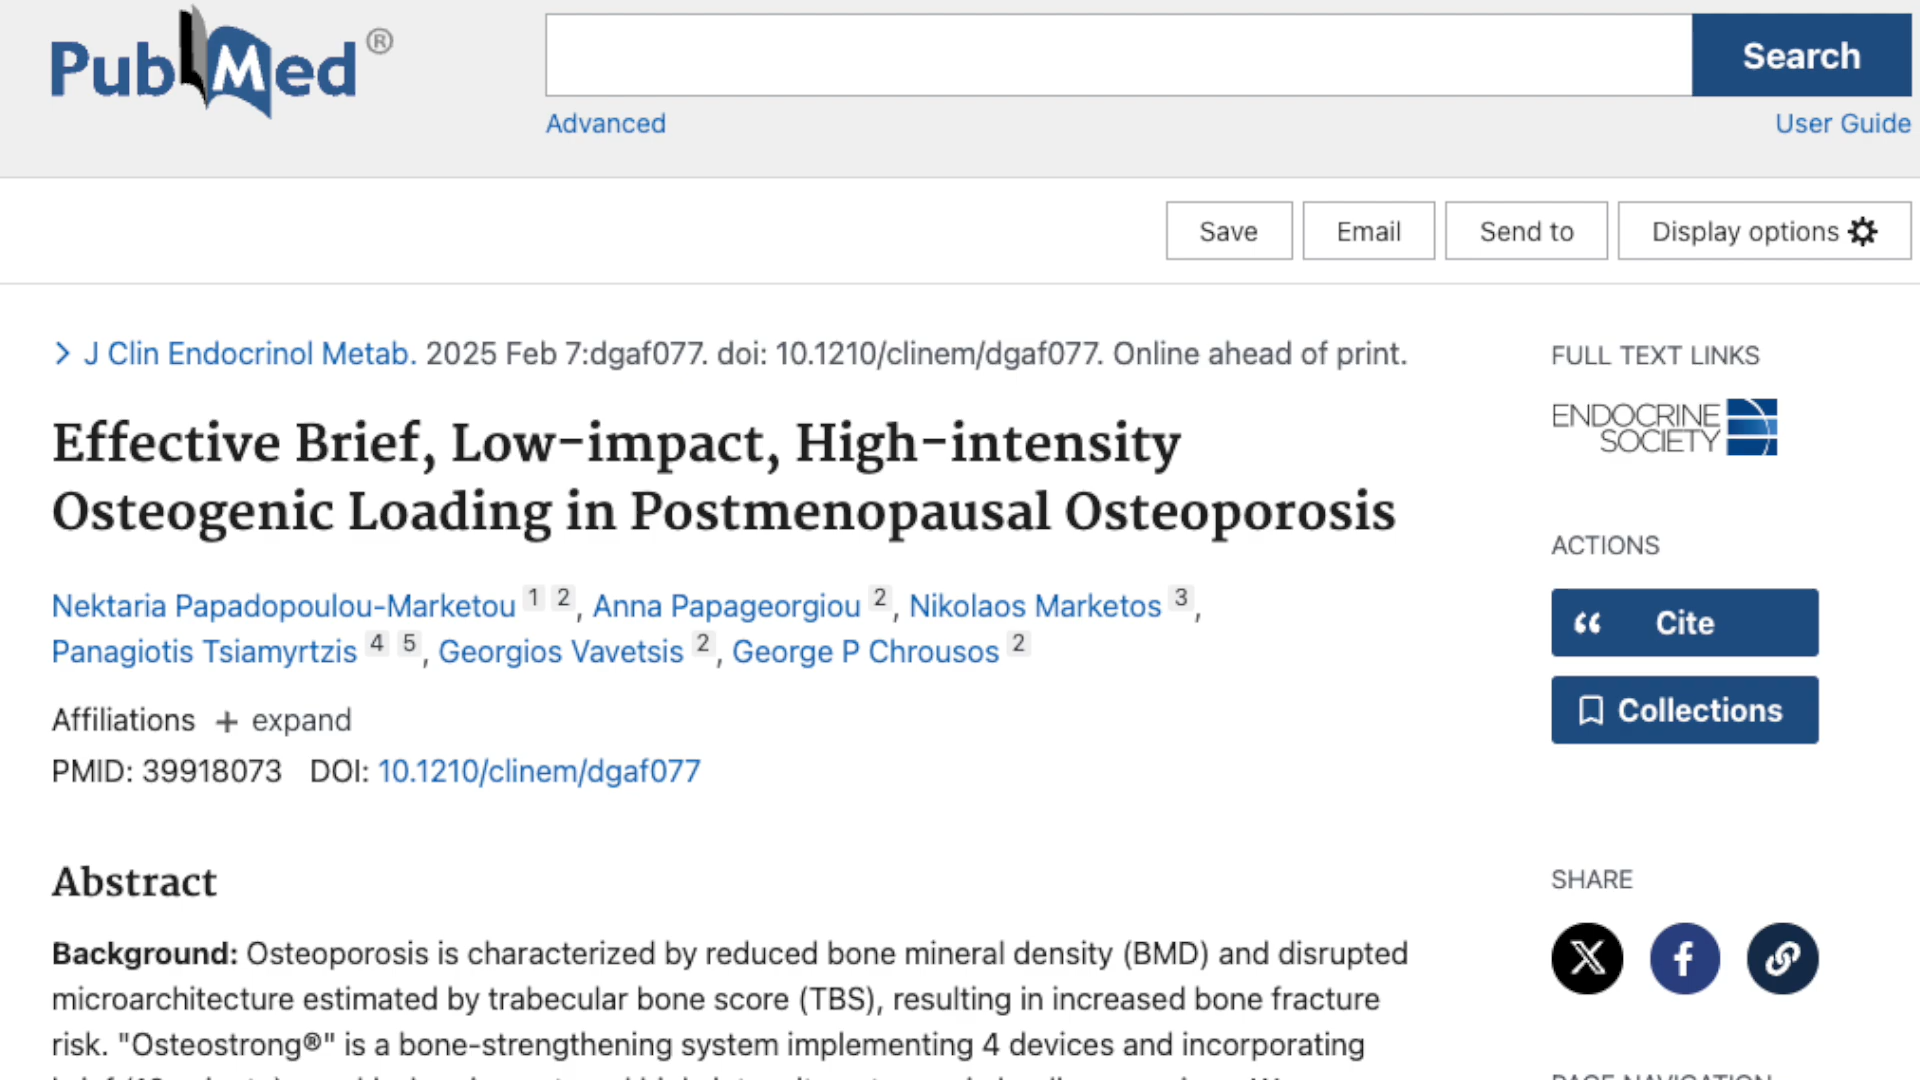 PubMed®
Search
Advanced
User Guide
Save
Email
Send to
Display options
J Clin Endocrinol Metab. 2025 Feb 7:dgaf077. doi: 10.1210/clinem/dgaf077. Online ahead of print.
Effective Brief, Low-impact, High-intensity
Osteogenic Loading in Postmenopausal Osteoporosis
Nektaria Papadopoulou-Marketou 1 2, Anna Papageorgiou 2, Nikolaos Marketos 3,
Panagiotis Tsiamyrtzis 4 5, Georgios Vavetsis 2, George P Chrousos 2
Affiliations + expand
PMID: 39918073 DOI: 10.1210/clinem/dgaf077
Abstract
Background: Osteoporosis is characterized by reduced bone mineral density (BMD) and disrupted
microarchitecture estimated by trabecular bone score (TBS), resulting in increased bone fracture
risk. "Osteostrong®" is a bone-strengthening system implementing 4 devices and incorporating
FULL TEXT LINKS
ENDOCRINE
SOCIETY
ACTIONS
Cite
Collections
SHARE
PAGE NAVIGATION